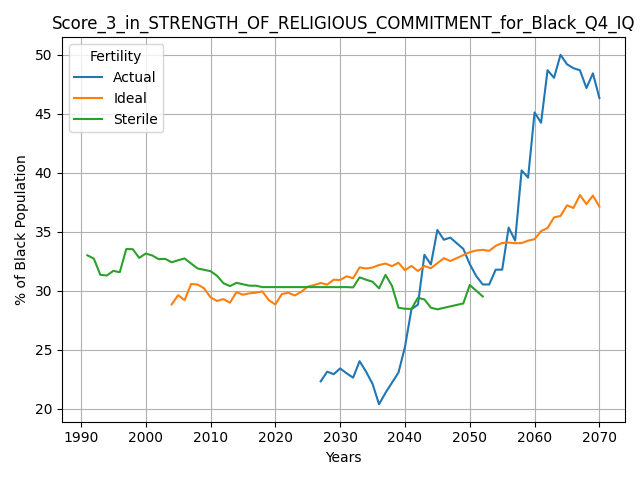 Score_3_in_STRENGTH_OF_RELIGIOUS_COMMITMENT_for_Black_Q4_IQ
Fertility
Actual
Ideal
Sterile
% of Black Population
50
45
40
35
30
25
20
1990 2000 2010 2020 2030 2040 2050 2060 2070
Years